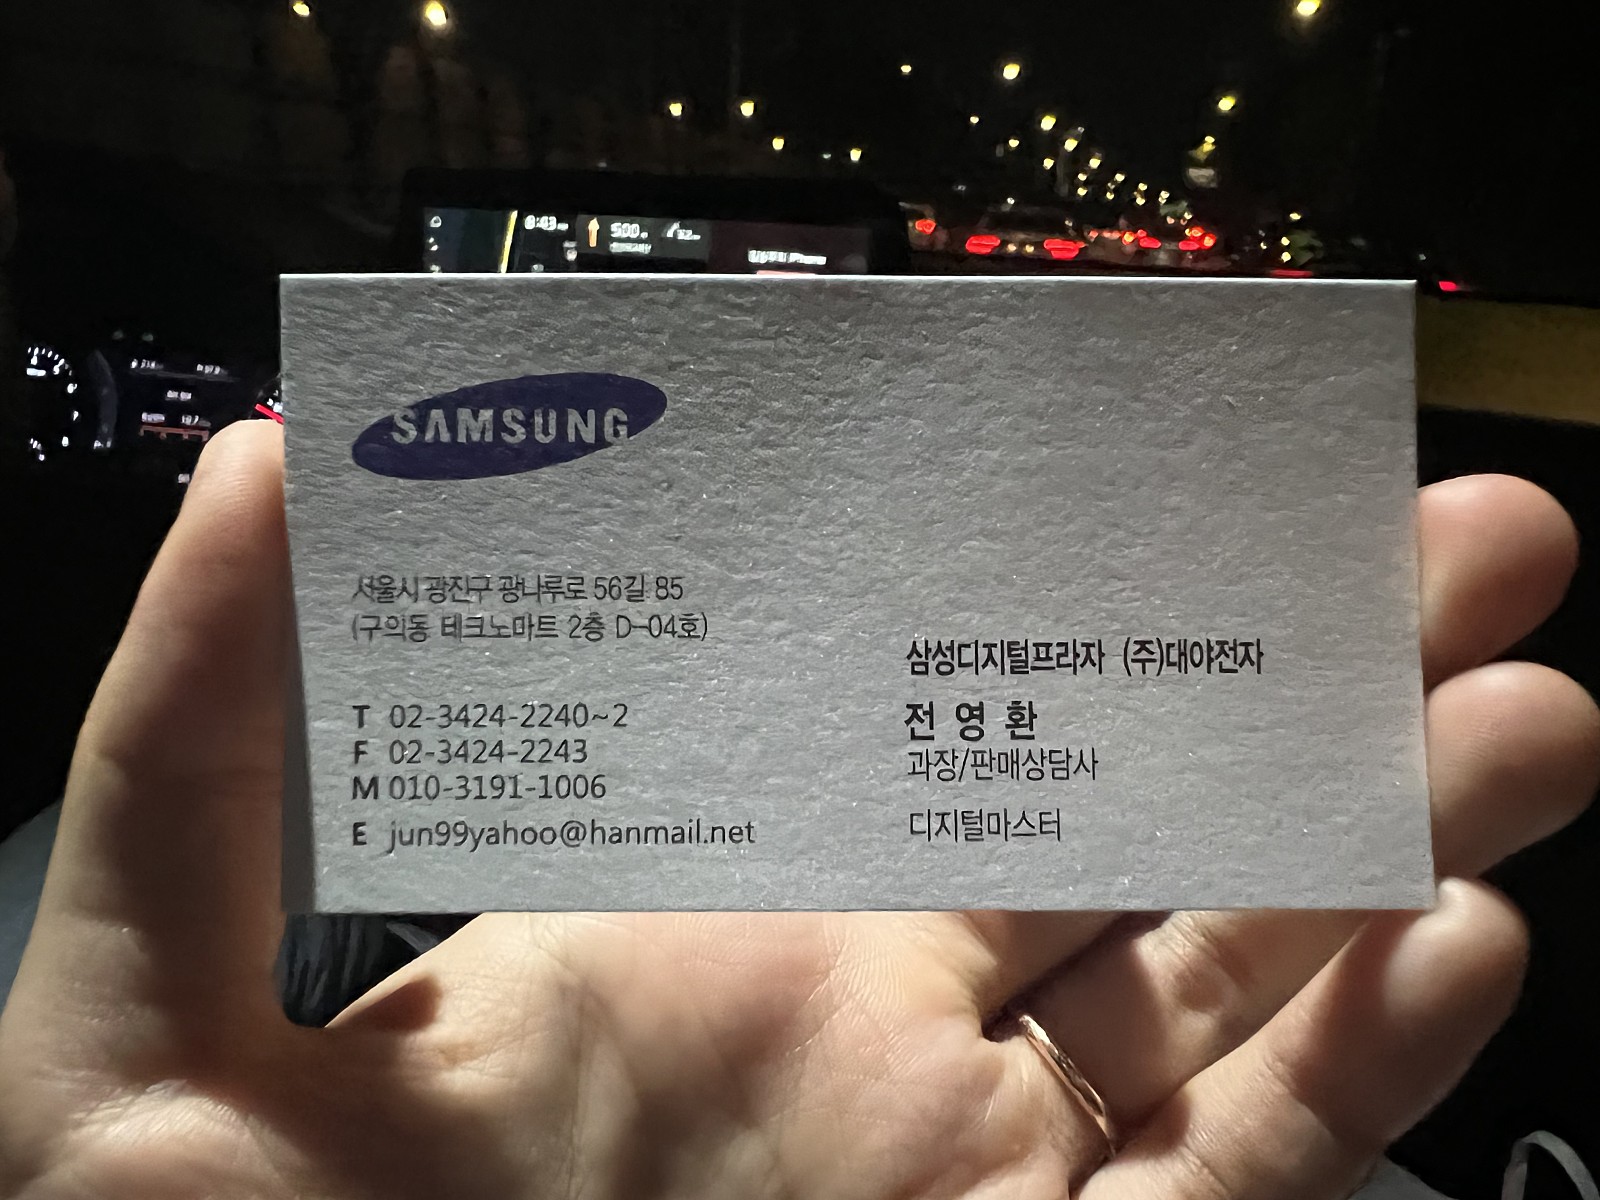 8:43
500
SAMSUNG
서울시 광진구 광나루로 56길 85
(구의동 테크노마트 2층 D-04호)
T 02-3424-2240~2
F 02-3424-2243
M 010-3191-1006
E jun99yahoo@hanmail.net
삼성디지털프라자 (주)대야전자
전 영 환
과장/판매상담사
디지털마스터